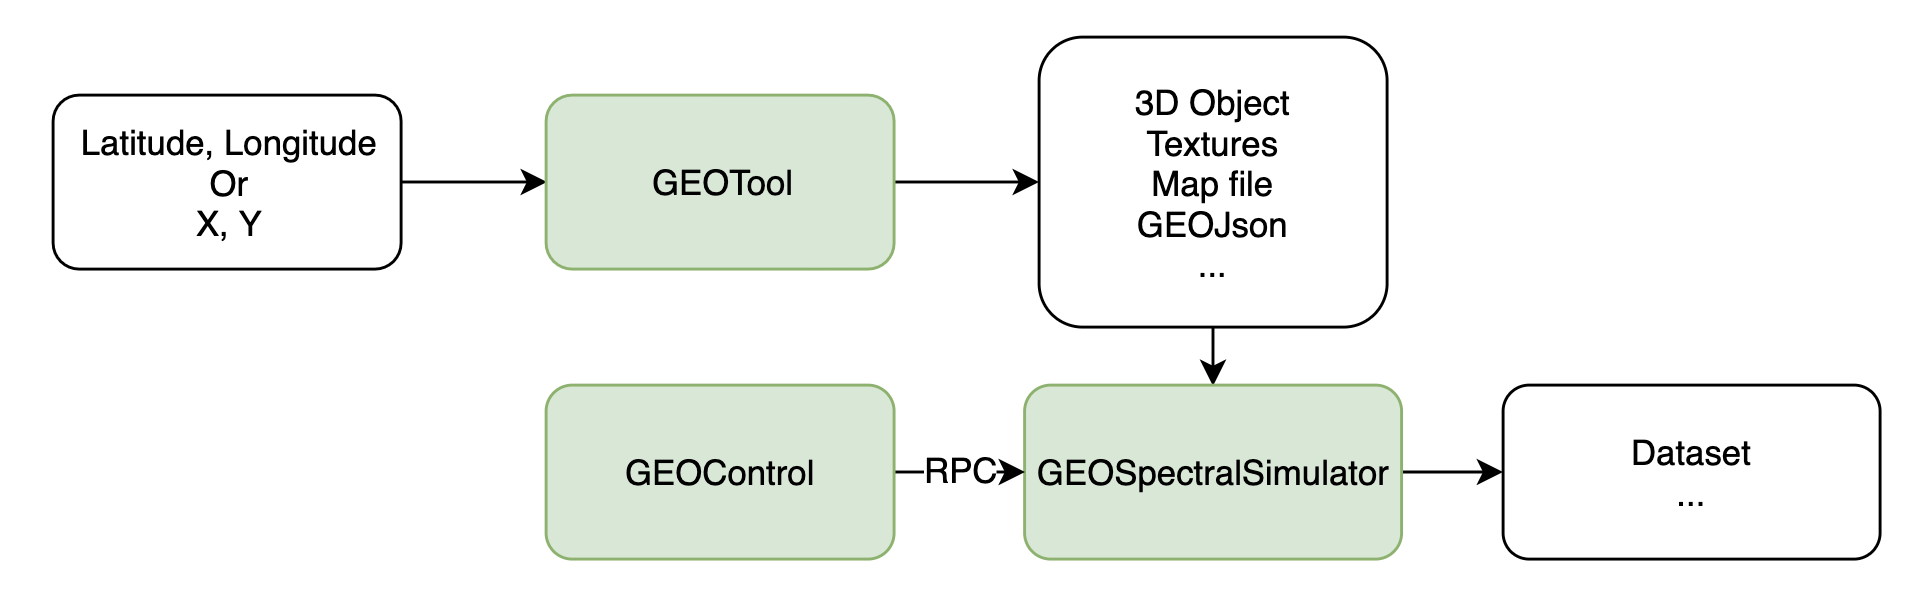 Latitude, Longitude
Or
X, Y
GEOTool
3D Object
Textures
Map file
GEOJson
...
GEOControl
RPC
GEOSpectralSimulator
Dataset
...